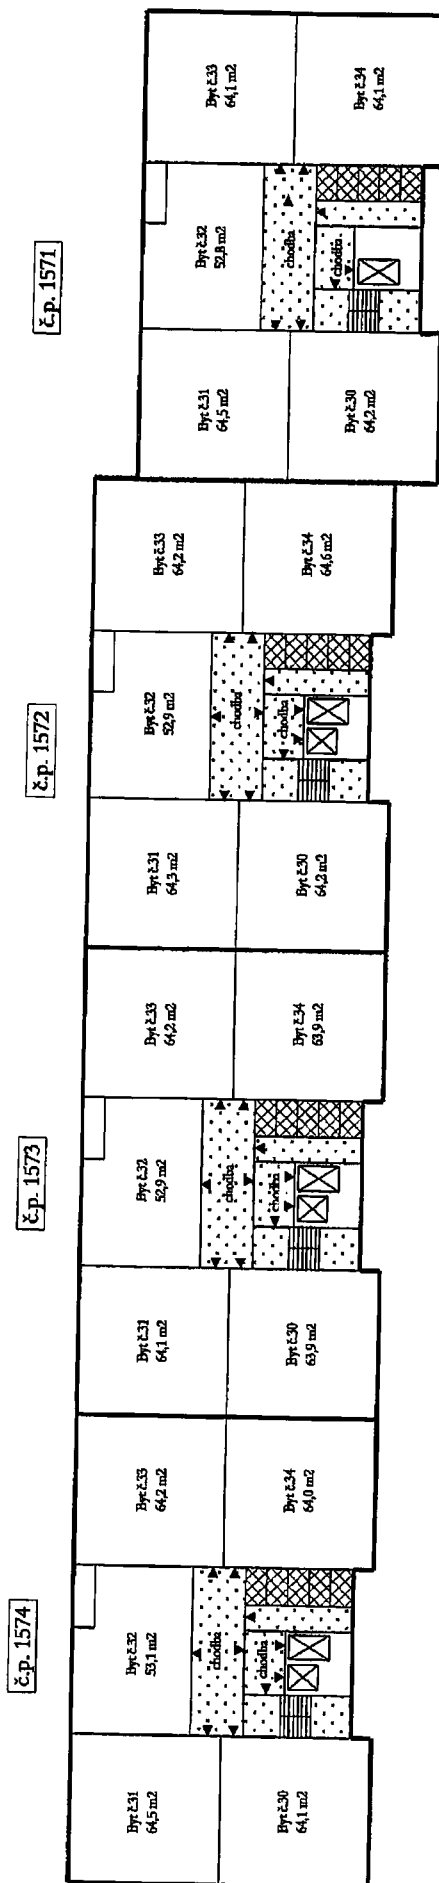 č.p. 1571
Byt č.33
64,1 m2
Byt č.34
64,1 m2
Byt č.32
52,8 m2
chodba
chodba
Byt č.31
64,5 m2
Byt č.30
64,2 m2
č.p. 1572
Byt č.33
64,2 m2
Byt č.34
64,6 m2
Byt č.32
52,9 m2
chodba
chodba
Byt č.31
64,3 m2
Byt č.30
64,2 m2
č.p. 1573
Byt č.33
64,2 m2
Byt č.34
63,9 m2
Byt č.32
52,9 m2
chodba
chodba
Byt č.31
64,1 m2
Byt č.30
63,9 m2
č.p. 1574
Byt č.33
64,2 m2
Byt č.34
64,0 m2
Byt č.32
53,1 m2
chodba
chodba
Byt č.31
64,5 m2
Byt č.30
64,1 m2